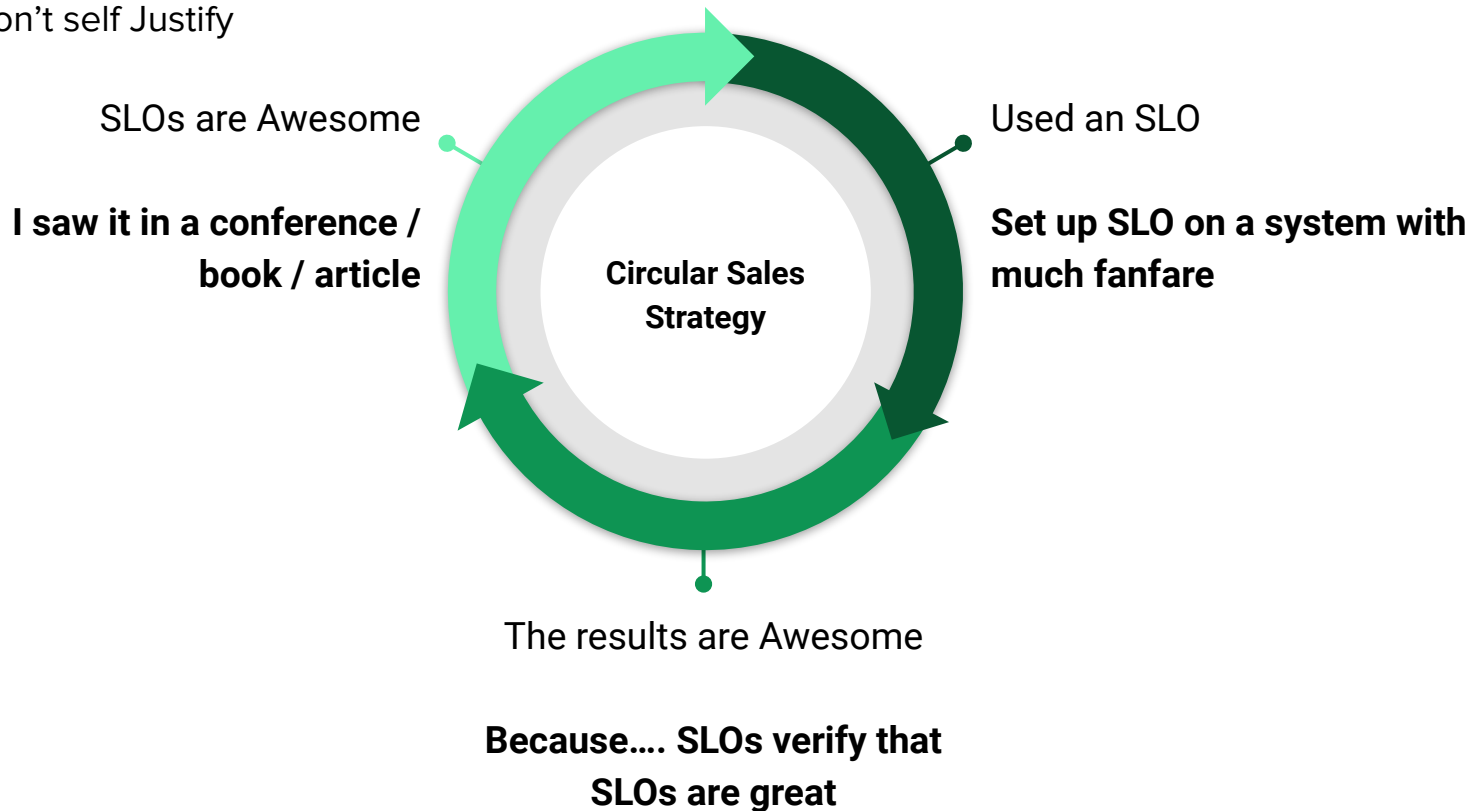 on't self Justify
SLOs are Awesome
I saw it in a conference /
book / article
Circular Sales
Strategy
Used an SLO
Set up SLO on a system with
much fanfare
The results are Awesome
Because.... SLOs verify that
SLOs are great